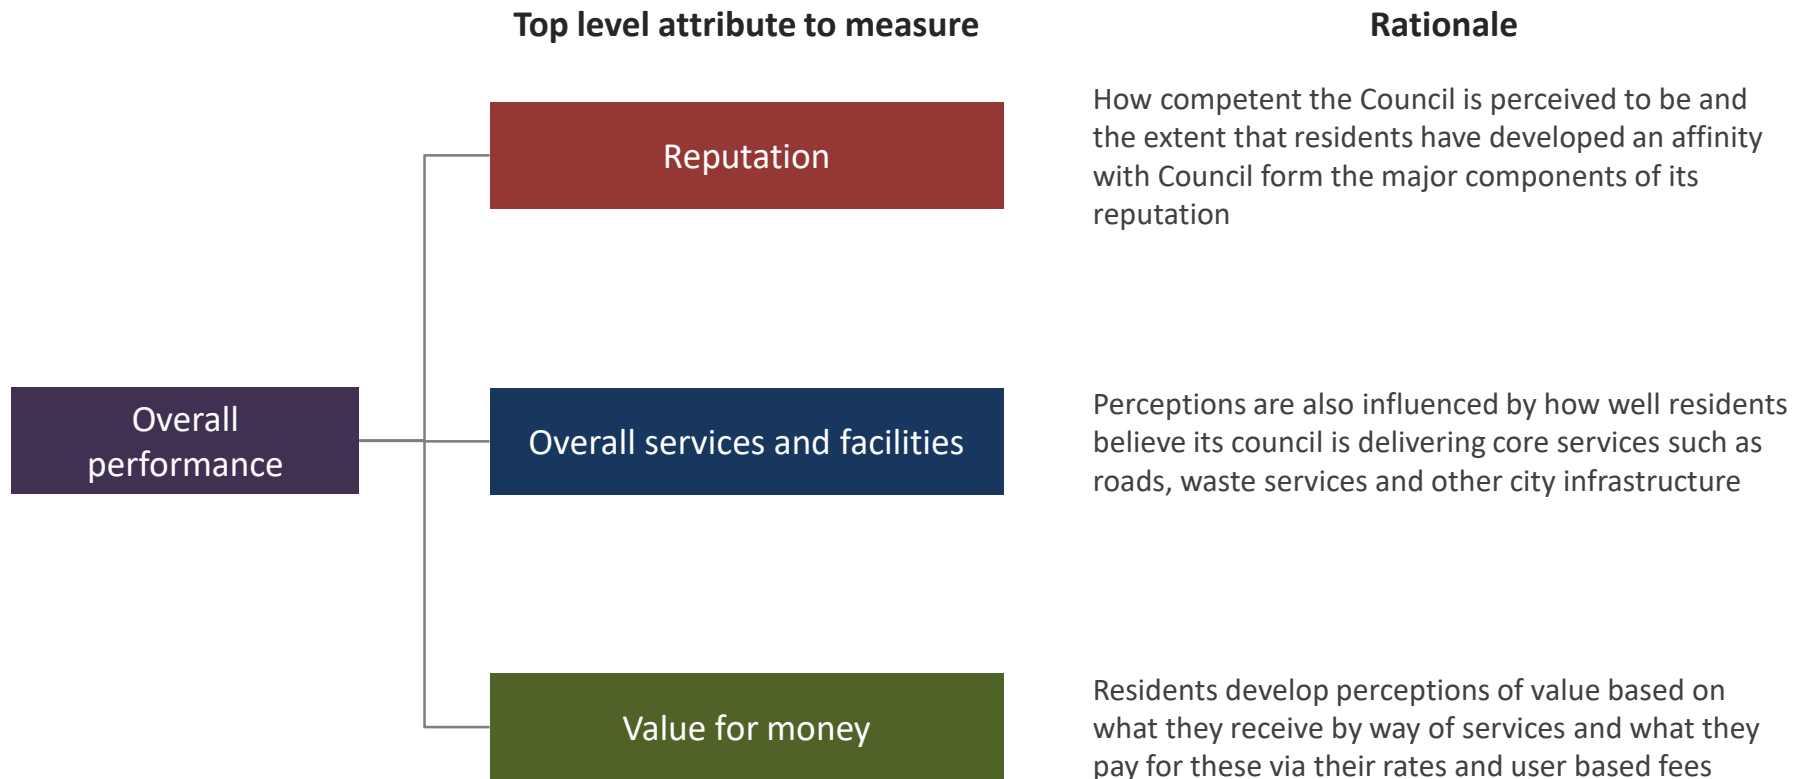 Top level attribute to measure
Rationale
Reputation
How competent the Council is perceived to be and
the extent that residents have developed an affinity
with Council form the major components of its
reputation
Overall
performance
Overall services and facilities
Perceptions are also influenced by how well residents
believe its council is delivering core services such as
roads, waste services and other city infrastructure
Value for money
Residents develop perceptions of value based on
what they receive by way of services and what they
pay for these via their rates and user based fees